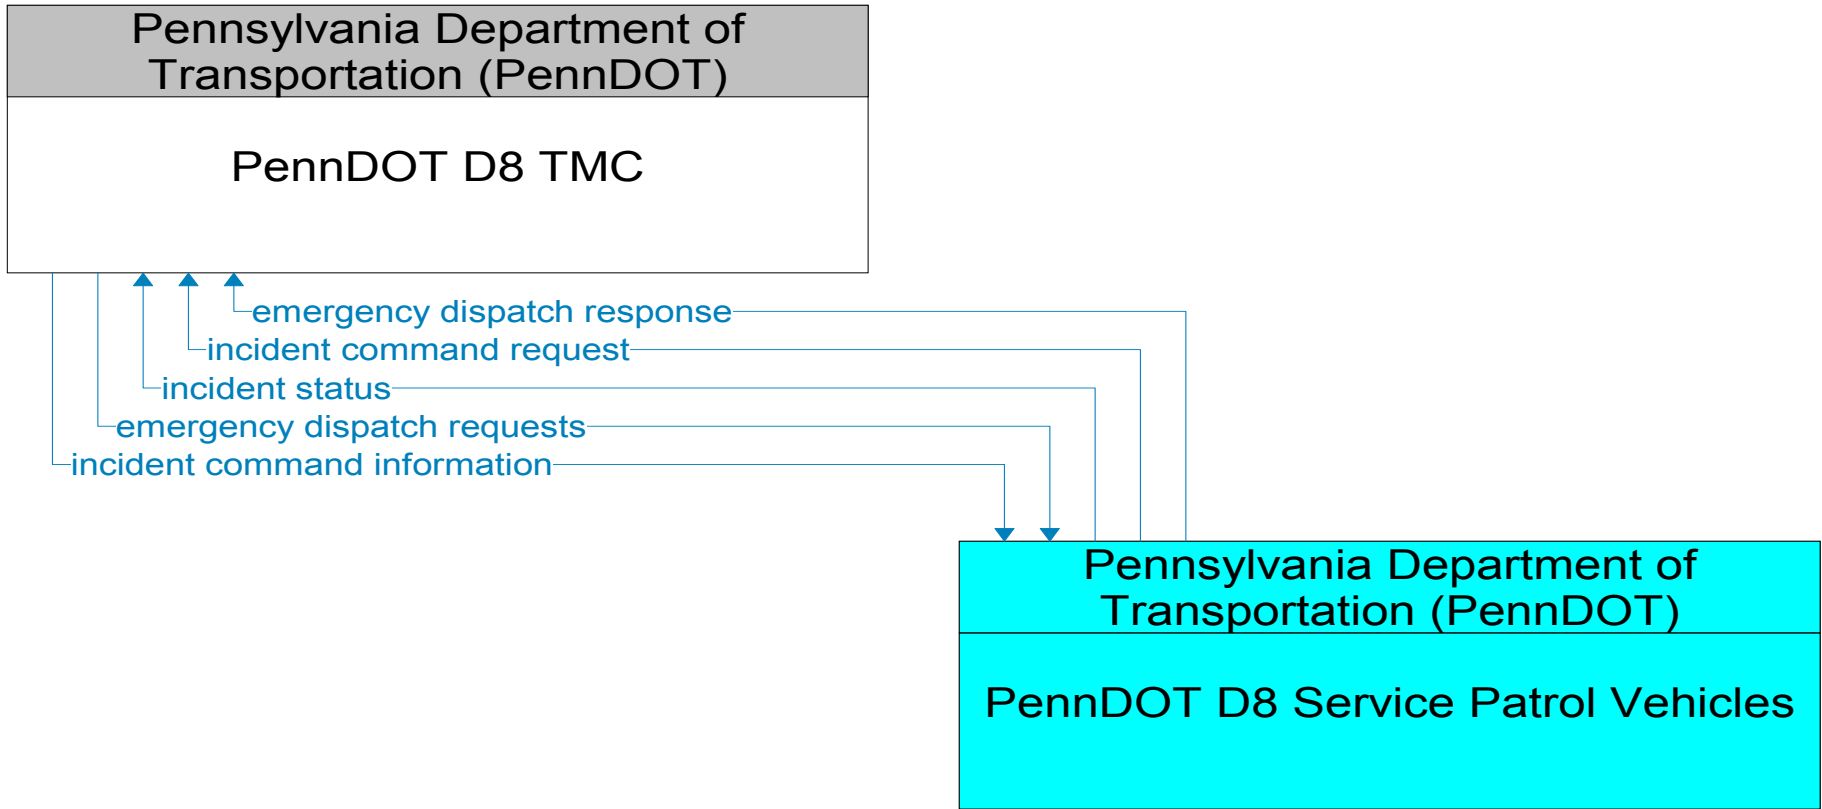 Pennsylvania Department of
Transportation (PennDOT)
PennDOT D8 TMC
emergency dispatch response
incident command request
incident status
emergency dispatch requests
incident command information
Pennsylvania Department of
Transportation (PennDOT)
PennDOT D8 Service Patrol Vehicles